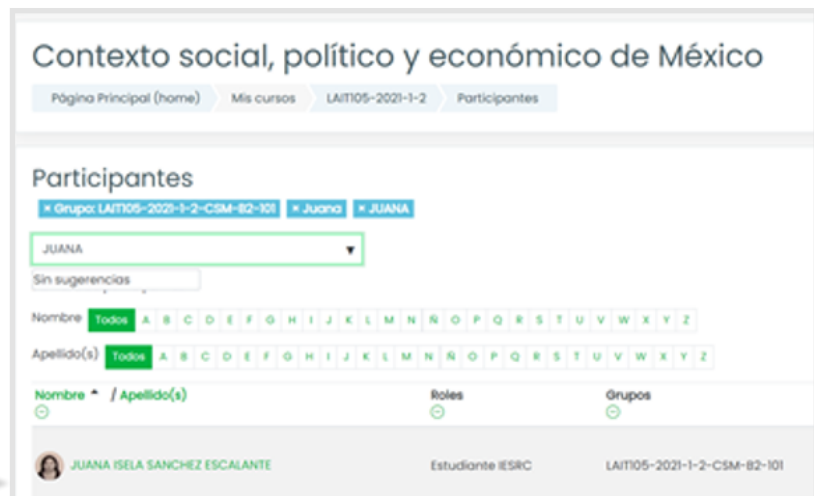 Contexto social, político y económico de México
Página Principal (home) Mis cursos LAIT105-2021-1-2 Participantes
Participantes
× Grupo: LAIT105-2021-1-2-CSM-B2-101 × Juana × JUANA
JUANA ▼
Sin sugerencias
Nombre Todos A B C D E F G H I J K L M N Ñ O P Q R S T U V W X Y Z
Apellido(s) Todos A B C D E F G H I J K L M N Ñ O P Q R S T U V W X Y Z
Nombre / Apellido(s) Roles Grupos
JUANA ISELA SANCHEZ ESCALANTE Estudiante IESRC LAIT105-2021-1-2-CSM-B2-101